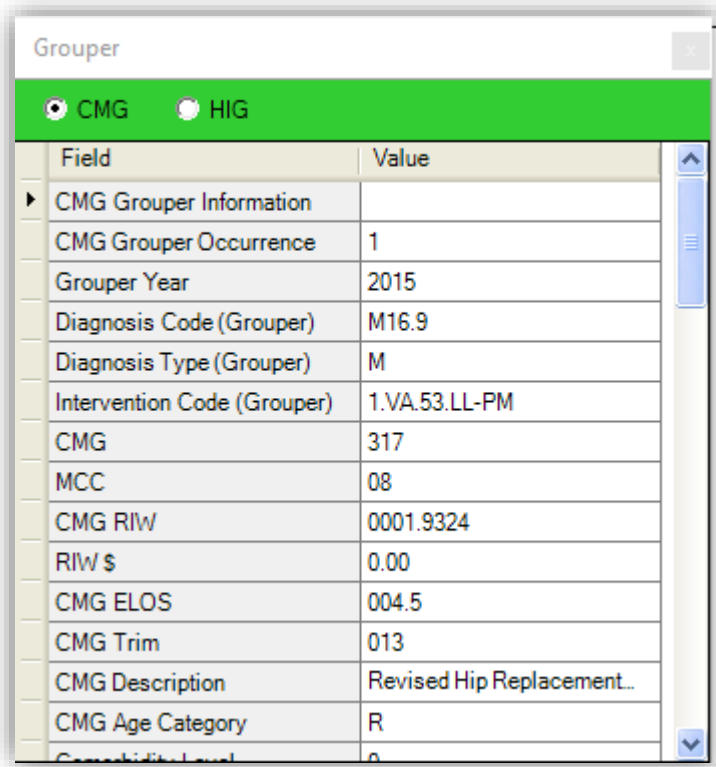 Grouper x
CMG HIG
Field Value
CMG Grouper Information
CMG Grouper Occurrence 1
Grouper Year 2015
Diagnosis Code (Grouper) M16.9
Diagnosis Type (Grouper) M
Intervention Code (Grouper) 1.VA.53.LL-PM
CMG 317
MCC 08
CMG RIW 0001.9324
RIW $ 0.00
CMG ELOS 004.5
CMG Trim 013
CMG Description Revised Hip Replacement...
CMG Age Category R
Comorbidity Level 0